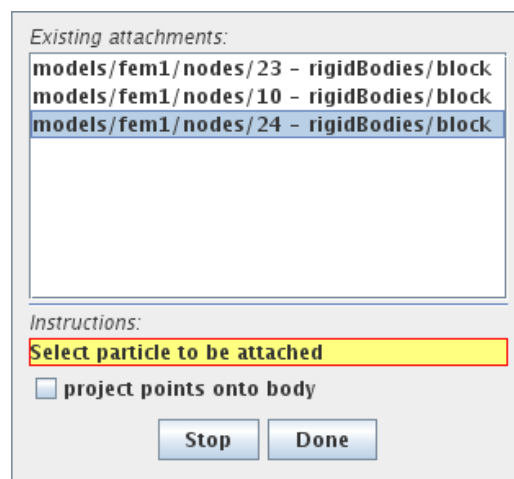 Existing attachments:
models/fem1/nodes/23 – rigidBodies/block
models/fem1/nodes/10 – rigidBodies/block
models/fem1/nodes/24 – rigidBodies/block
Instructions:
Select particle to be attached
project points onto body
Stop Done